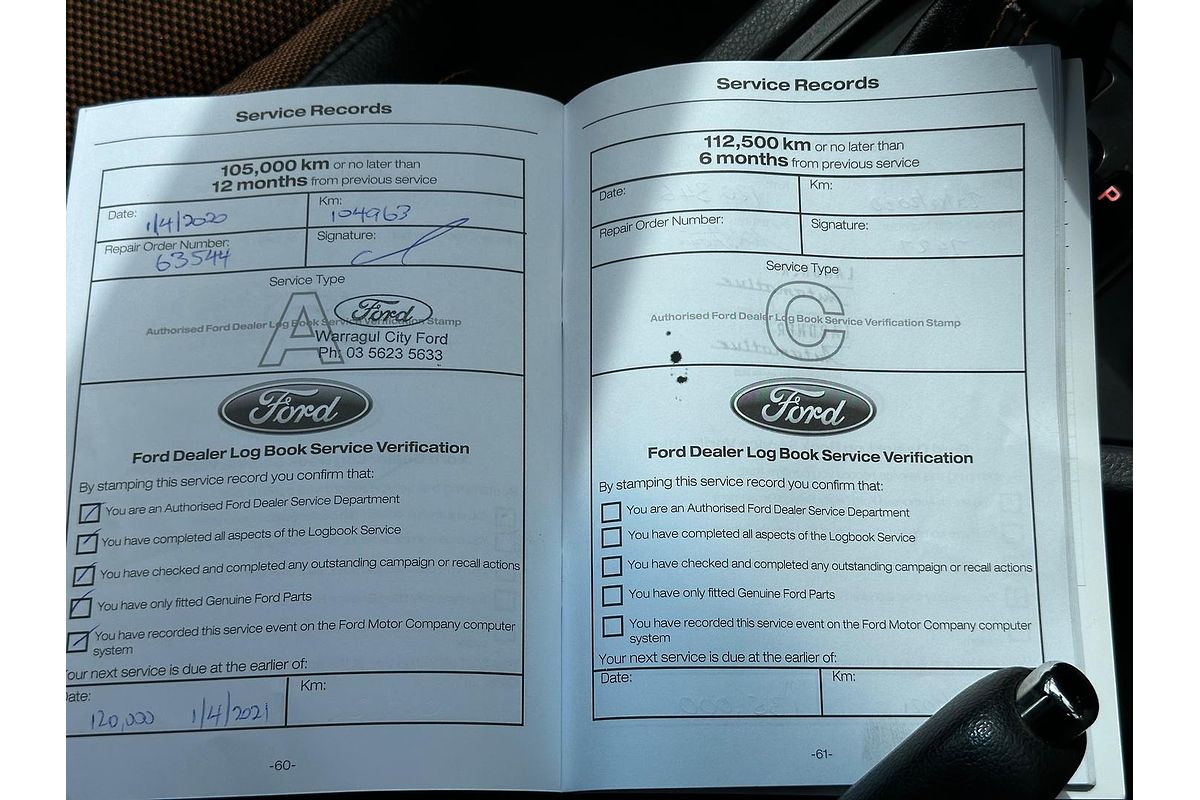 Service Records
105,000 km or no later than
12 months from previous service
Date: 1/4/2020
Km: 104963
Repair Order Number: 63544
Signature:
Service Type
A
Authorised Ford Dealer Log Book Service Verification Stamp
Ford
Warragul City Ford
Ph: 03 5623 5633
Ford
Ford Dealer Log Book Service Verification
By stamping this service record you confirm that:
You are an Authorised Ford Dealer Service Department
You have completed all aspects of the Logbook Service
You have checked and completed any outstanding campaign or recall actions
You have only fitted Genuine Ford Parts
You have recorded this service event on the Ford Motor Company computer
system
Your next service is due at the earlier of:
Date:
Km:
120,000 1/4/2021
-60-
Service Records
112,500 km or no later than
6 months from previous service
Date:
Km:
Repair Order Number:
Signature:
Service Type
C
Authorised Ford Dealer Log Book Service Verification Stamp
Ford
Ford Dealer Log Book Service Verification
By stamping this service record you confirm that:
You are an Authorised Ford Dealer Service Department
You have completed all aspects of the Logbook Service
You have checked and completed any outstanding campaign or recall actions
You have only fitted Genuine Ford Parts
You have recorded this service event on the Ford Motor Company computer
system
Your next service is due at the earlier of:
Date:
Km:
-61-
P